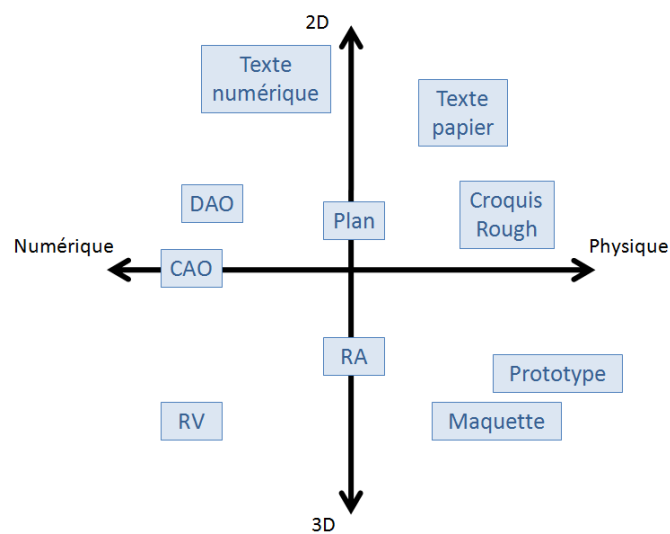 2D
Texte
numérique
Texte
papier
DAO
Plan
Croquis
Rough
Numérique
Physique
CAO
RA
Prototype
RV
Maquette
3D